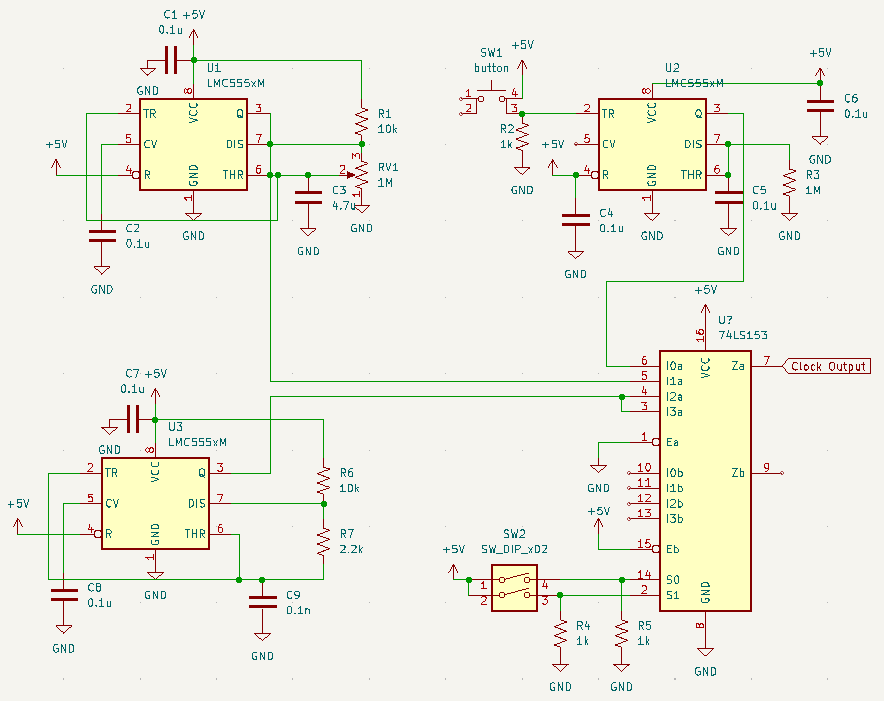 C1 +5V
0.1u
GND
U1
LMC555xM
8
VCC
2 TR
Q 3
5 CV
DIS 7
4 R
THR 6
GND
1
GND
+5V
C2
0.1u
GND
R1
10k
3
RV1
2
1M
1
GND
C3
4.7u
GND
SW1
button
+5V
1
4
2
3
R2
1k
GND
+5V
U2
LMC555xM
8
VCC
2 TR
Q 3
5 CV
DIS 7
4 R
THR 6
GND
1
GND
C4
0.1u
GND
+5V
C6
0.1u
GND
C5
0.1u
GND
R3
1M
GND
+5V
U?
74LS153
16
VCC
6 I0a
Za 7
Clock Output
5 I1a
4 I2a
3 I3a
1 Ea
GND
10 I0b
Zb 9
11 I1b
12 I2b
13 I3b
+5V
15 Eb
14 S0
2 S1
GND
8
GND
C7 +5V
0.1u
GND
U3
LMC555xM
8
VCC
2 TR
Q 3
5 CV
DIS 7
4 R
THR 6
GND
1
GND
+5V
C8
0.1u
GND
R6
10k
R7
2.2k
C9
0.1n
GND
SW2
SW_DIP_x02
+5V
1
4
2
3
R4
1k
GND
R5
1k
GND